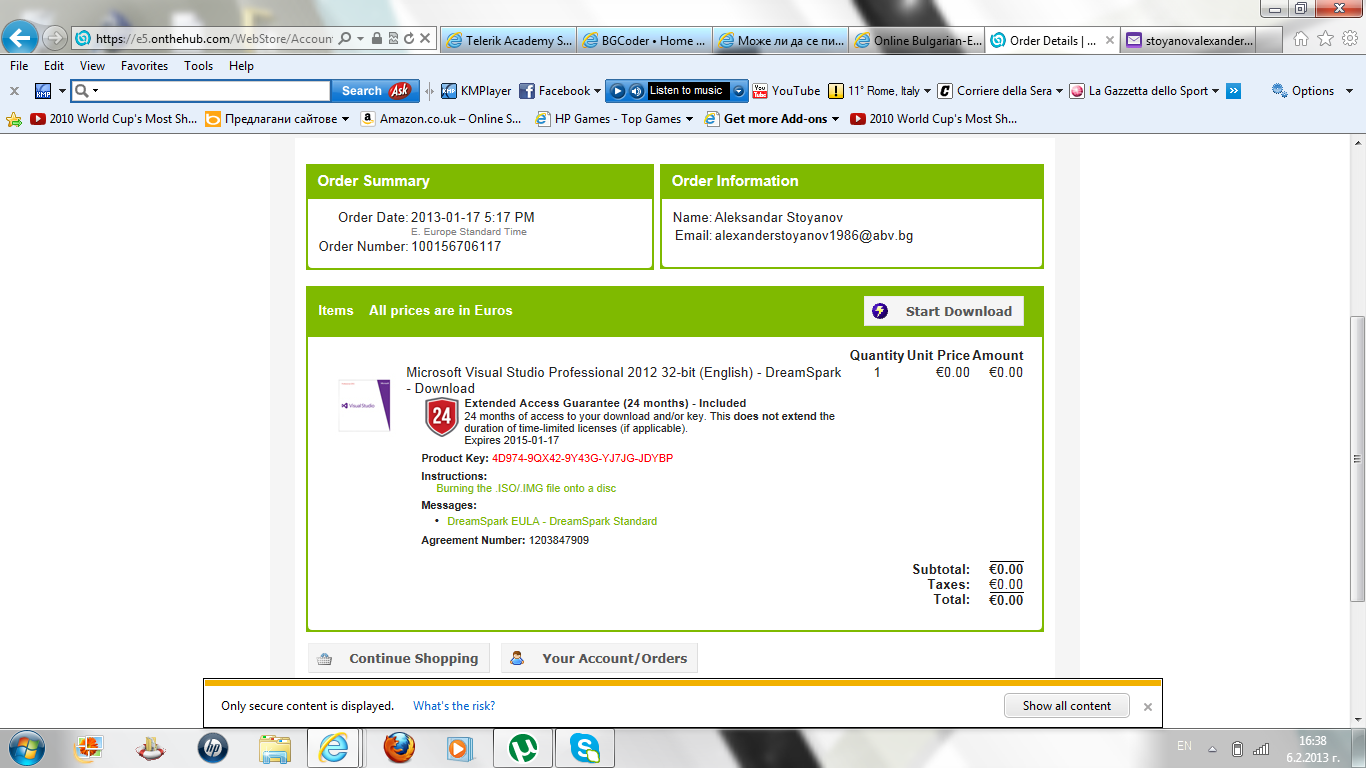 https://e5.onthehub.com/WebStore/Accoun
Telerik Academy S...
BGCoder • Home ...
Може ли да се пи...
Online Bulgarian-E...
Order Details | ...
stoyanovalexander...
File Edit View Favorites Tools Help
Search Ask
KMPlayer
Facebook
Listen to music
YouTube
11° Rome, Italy
Corriere della Sera
La Gazzetta dello Sport
Options
2010 World Cup's Most Sh...
Предлагани сайтове
Amazon.co.uk – Online S...
HP Games - Top Games
Get more Add-ons
2010 World Cup's Most Sh...
Order Summary
Order Date: 2013-01-17 5:17 PM
E. Europe Standard Time
Order Number: 100156706117
Order Information
Name: Aleksandar Stoyanov
Email: alexanderstoyanov1986@abv.bg
Items All prices are in Euros
Start Download
Quantity Unit Price Amount
Microsoft Visual Studio Professional 2012 32-bit (English) - DreamSpark 1 €0.00 €0.00
- Download
Visual Studio
24
Extended Access Guarantee (24 months) - Included
24 months of access to your download and/or key. This does not extend the
duration of time-limited licenses (if applicable).
Expires 2015-01-17
Product Key: 4D974-9QX42-9Y43G-YJ7JG-JDYBP
Instructions:
Burning the .ISO/.IMG file onto a disc
Messages:
• DreamSpark EULA - DreamSpark Standard
Agreement Number: 1203847909
Subtotal: €0.00
Taxes: €0.00
Total: €0.00
Continue Shopping
Your Account/Orders
Only secure content is displayed. What's the risk?
Show all content
EN
16:38
6.2.2013 г.